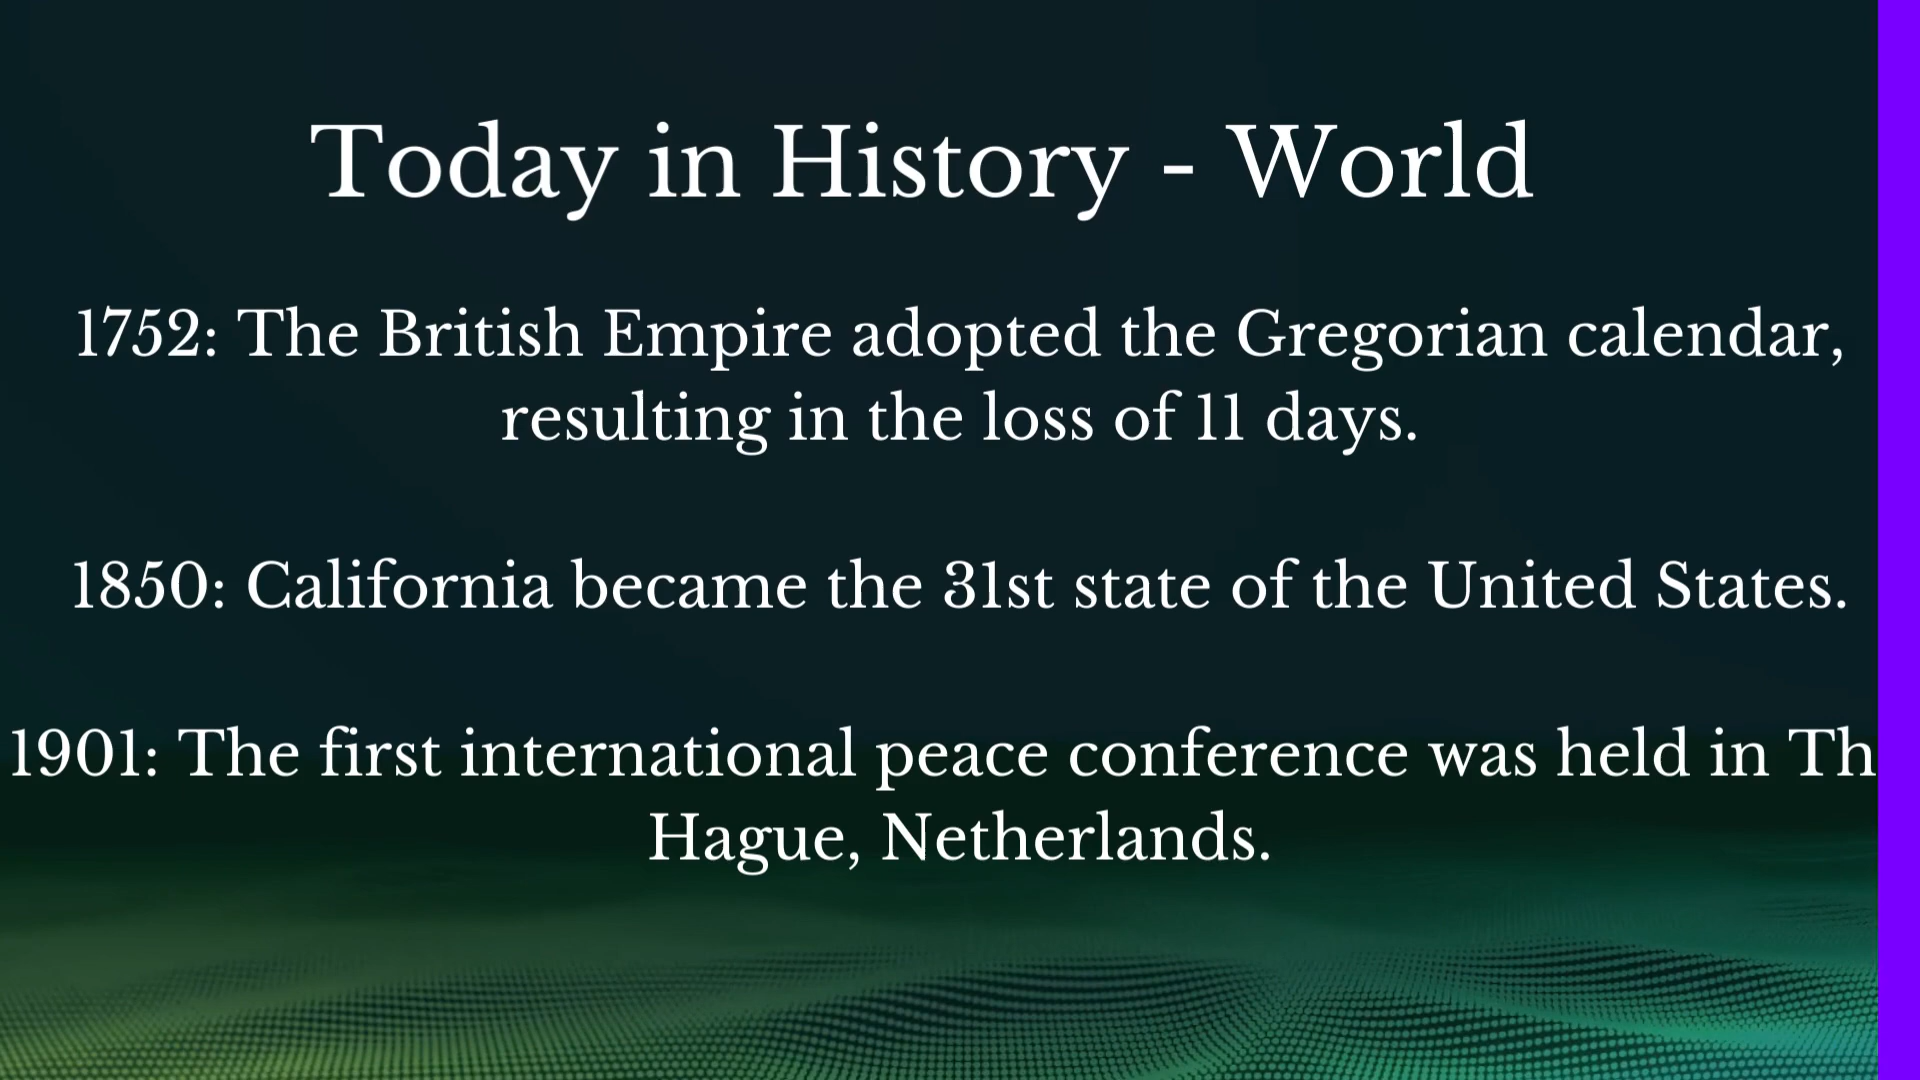 Today in History - World
1752: The British Empire adopted the Gregorian calendar,
resulting in the loss of 11 days.
1850: California became the 31st state of the United States.
1901: The first international peace conference was held in Th
Hague, Netherlands.